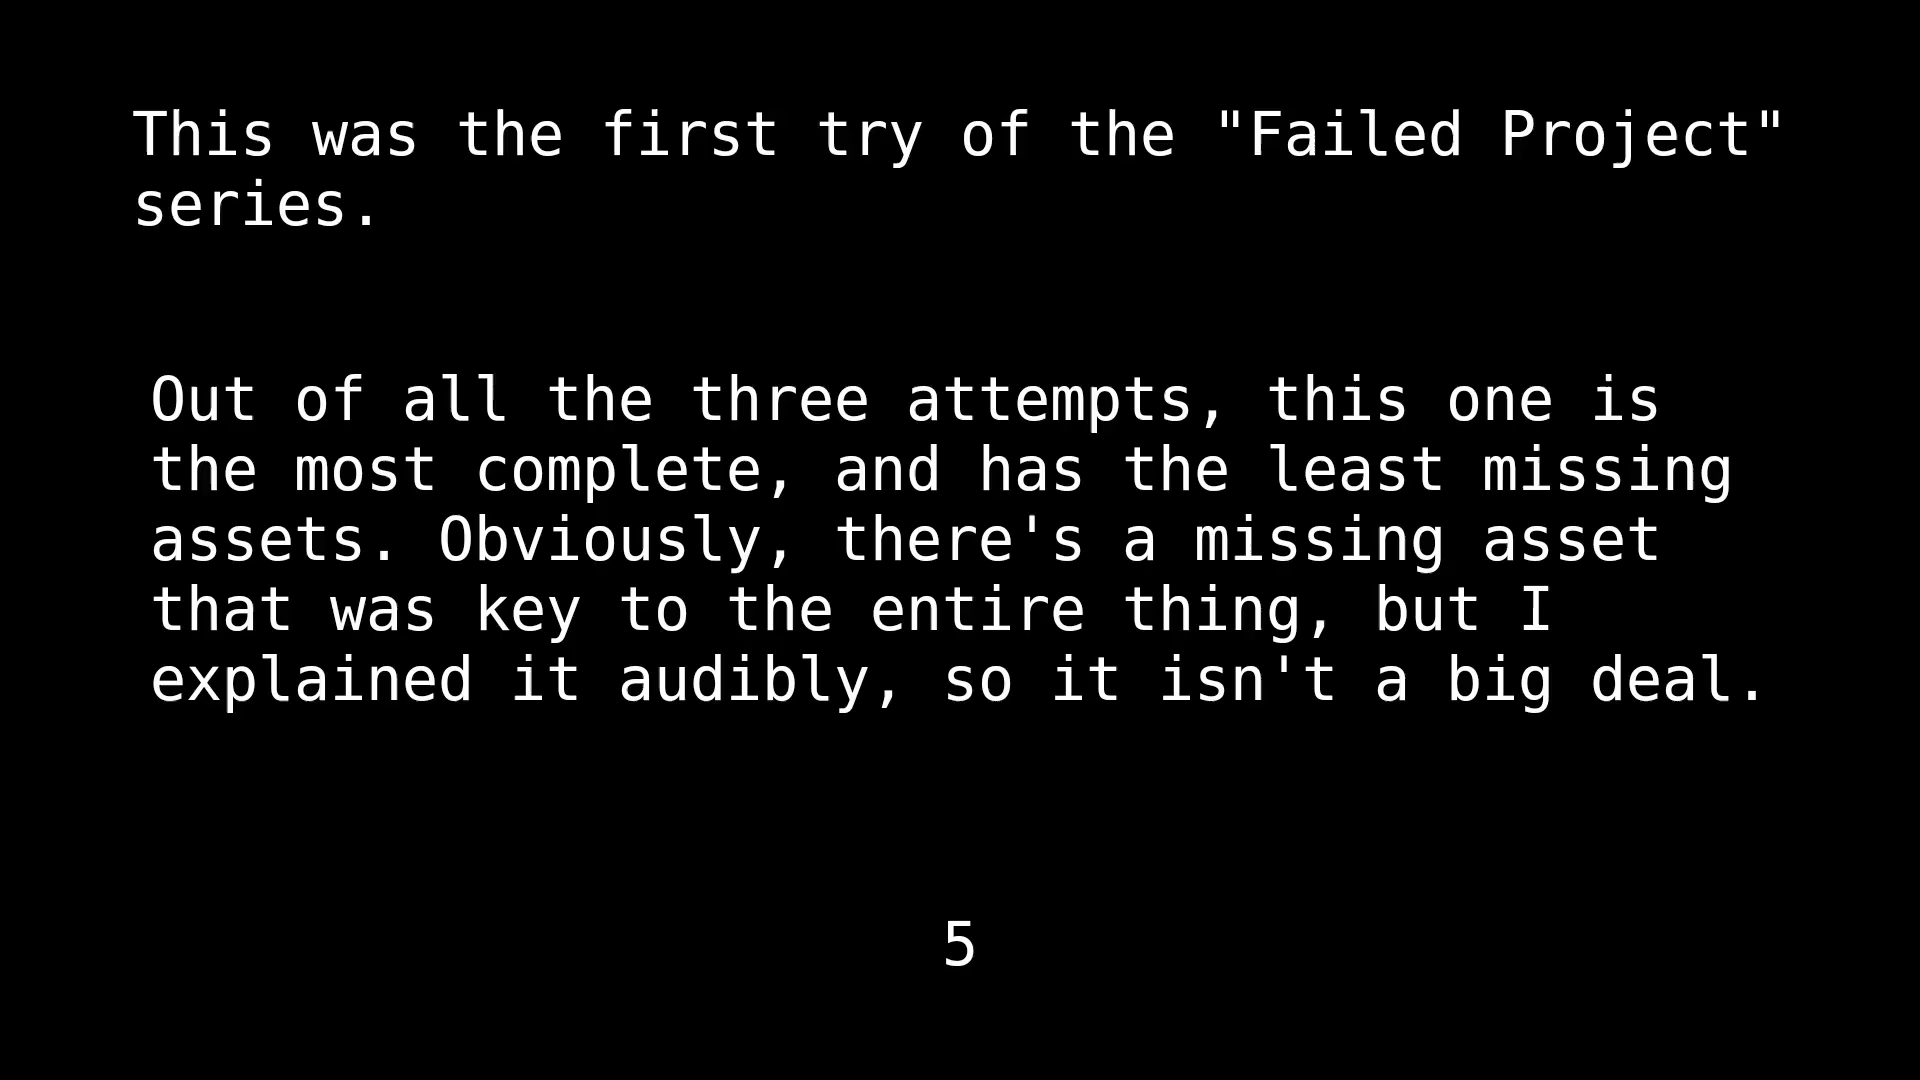 This was the first try of the "Failed Project"
series.
Out of all the three attempts, this one is
the most complete, and has the least missing
assets. Obviously, there's a missing asset
that was key to the entire thing, but I
explained it audibly, so it isn't a big deal.
5